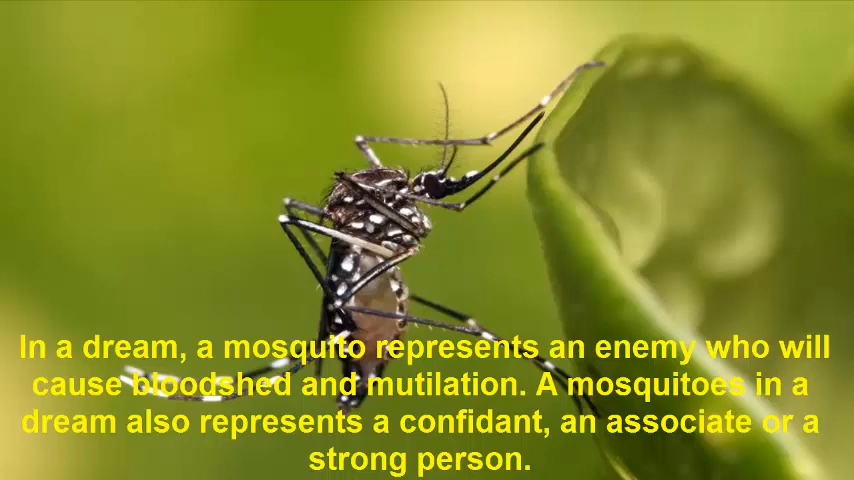 In a dream, a mosquito represents an enemy who will
cause bloodshed and mutilation. A mosquitoes in a
dream also represents a confidant, an associate or a
strong person.